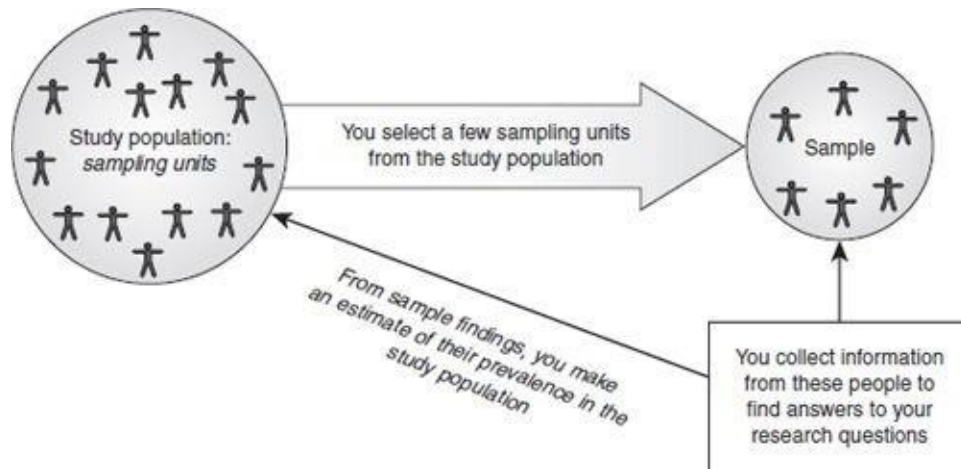 Study population:
sampling units
You select a few sampling units
from the study population
Sample
From sample findings, you make
an estimate of their prevalence in the
study population
You collect information
from these people to
find answers to your
research questions